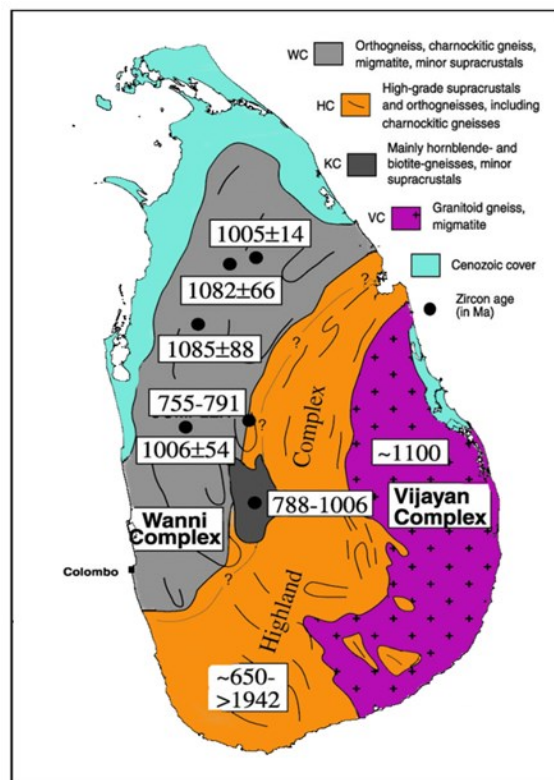 WC
Orthogneiss, charnockitic gneiss,
migmatite, minor supracrustals
HC
High-grade supracrustals
and orthogneisses, including
charnockitic gneisses
KC
Mainly hornblende- and
biotite-gneisses, minor
supracrustals
VC
Granitoid gneiss,
migmatite
Cenozoic cover
Zircon age
(in Ma)
1005±14
1082±66
1085±88
755-791
1006±54
788-1006
~1100
Wanni
Complex
Vijayan
Complex
Highland
Complex
Colombo
~650-
>1942
?
?
?
?